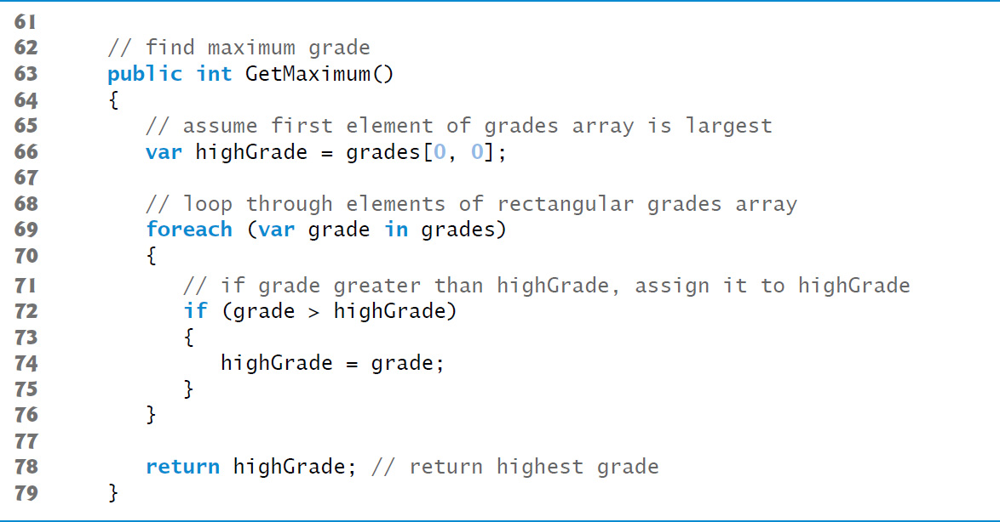 61
62 // find maximum grade
63 public int GetMaximum()
64 {
65 // assume first element of grades array is largest
66 var highGrade = grades[0, 0];
67
68 // loop through elements of rectangular grades array
69 foreach (var grade in grades)
70 {
71 // if grade greater than highGrade, assign it to highGrade
72 if (grade > highGrade)
73 {
74 highGrade = grade;
75 }
76 }
77
78 return highGrade; // return highest grade
79 }